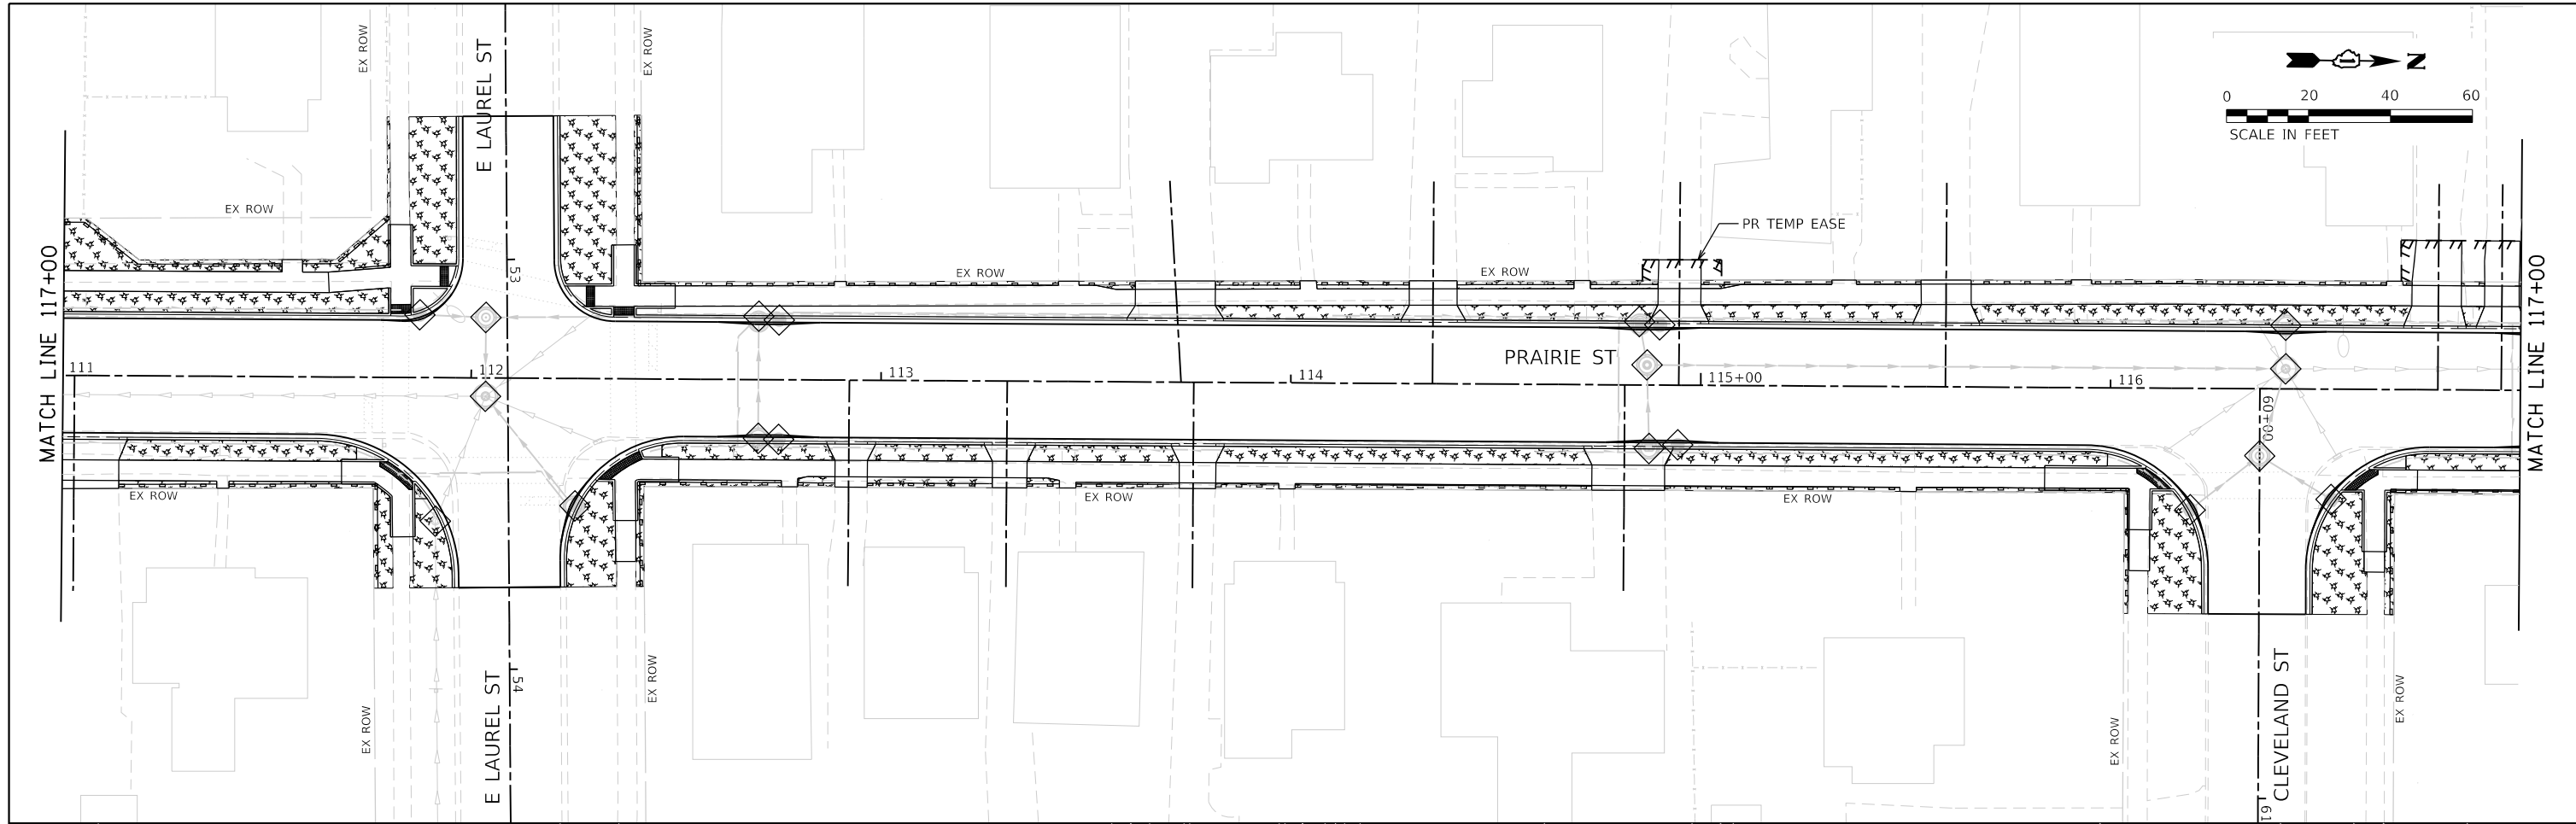 EX ROW
E LAUREL ST
EX ROW
N
0 20 40 60
SCALE IN FEET
EX ROW
PR TEMP EASE
MATCH LINE 117+00
53
EX ROW
EX ROW
MATCH LINE 117+00
PRAIRIE ST
111
112
113
114
115+00
116
60+00
EX ROW
EX ROW
EX ROW
54
E LAUREL ST
EX ROW
EX ROW
CLEVELAND ST
EX ROW
EX ROW
61